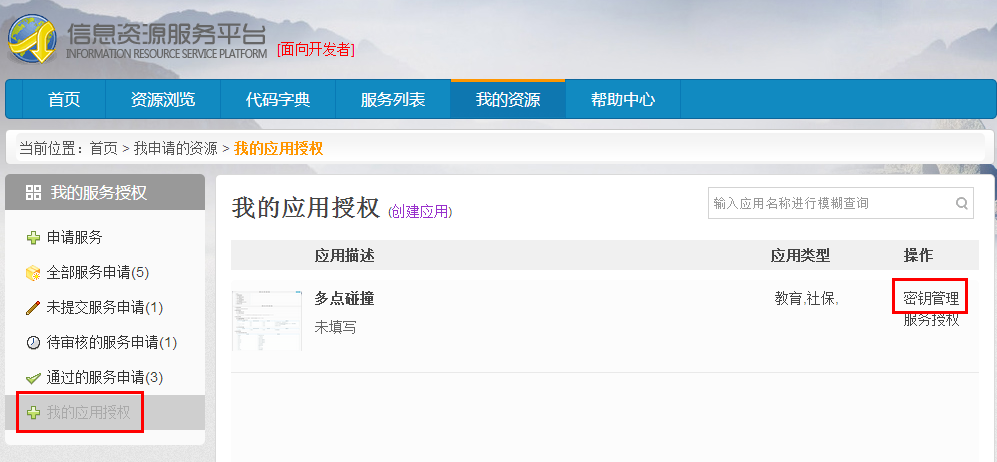 信息资源服务平台
INFORMATION RESOURCE SERVICE PLATFORM [面向开发者]
首页 资源浏览 代码字典 服务列表 我的资源 帮助中心
当前位置：首页 > 我申请的资源 > 我的应用授权
我的服务授权
申请服务
全部服务申请(5)
未提交服务申请(1)
待审核的服务申请(1)
通过的服务申请(3)
我的应用授权
我的应用授权 (创建应用)
输入应用名称进行模糊查询
应用描述 应用类型 操作
多点碰撞 教育,社保, 密钥管理
未填写 服务授权